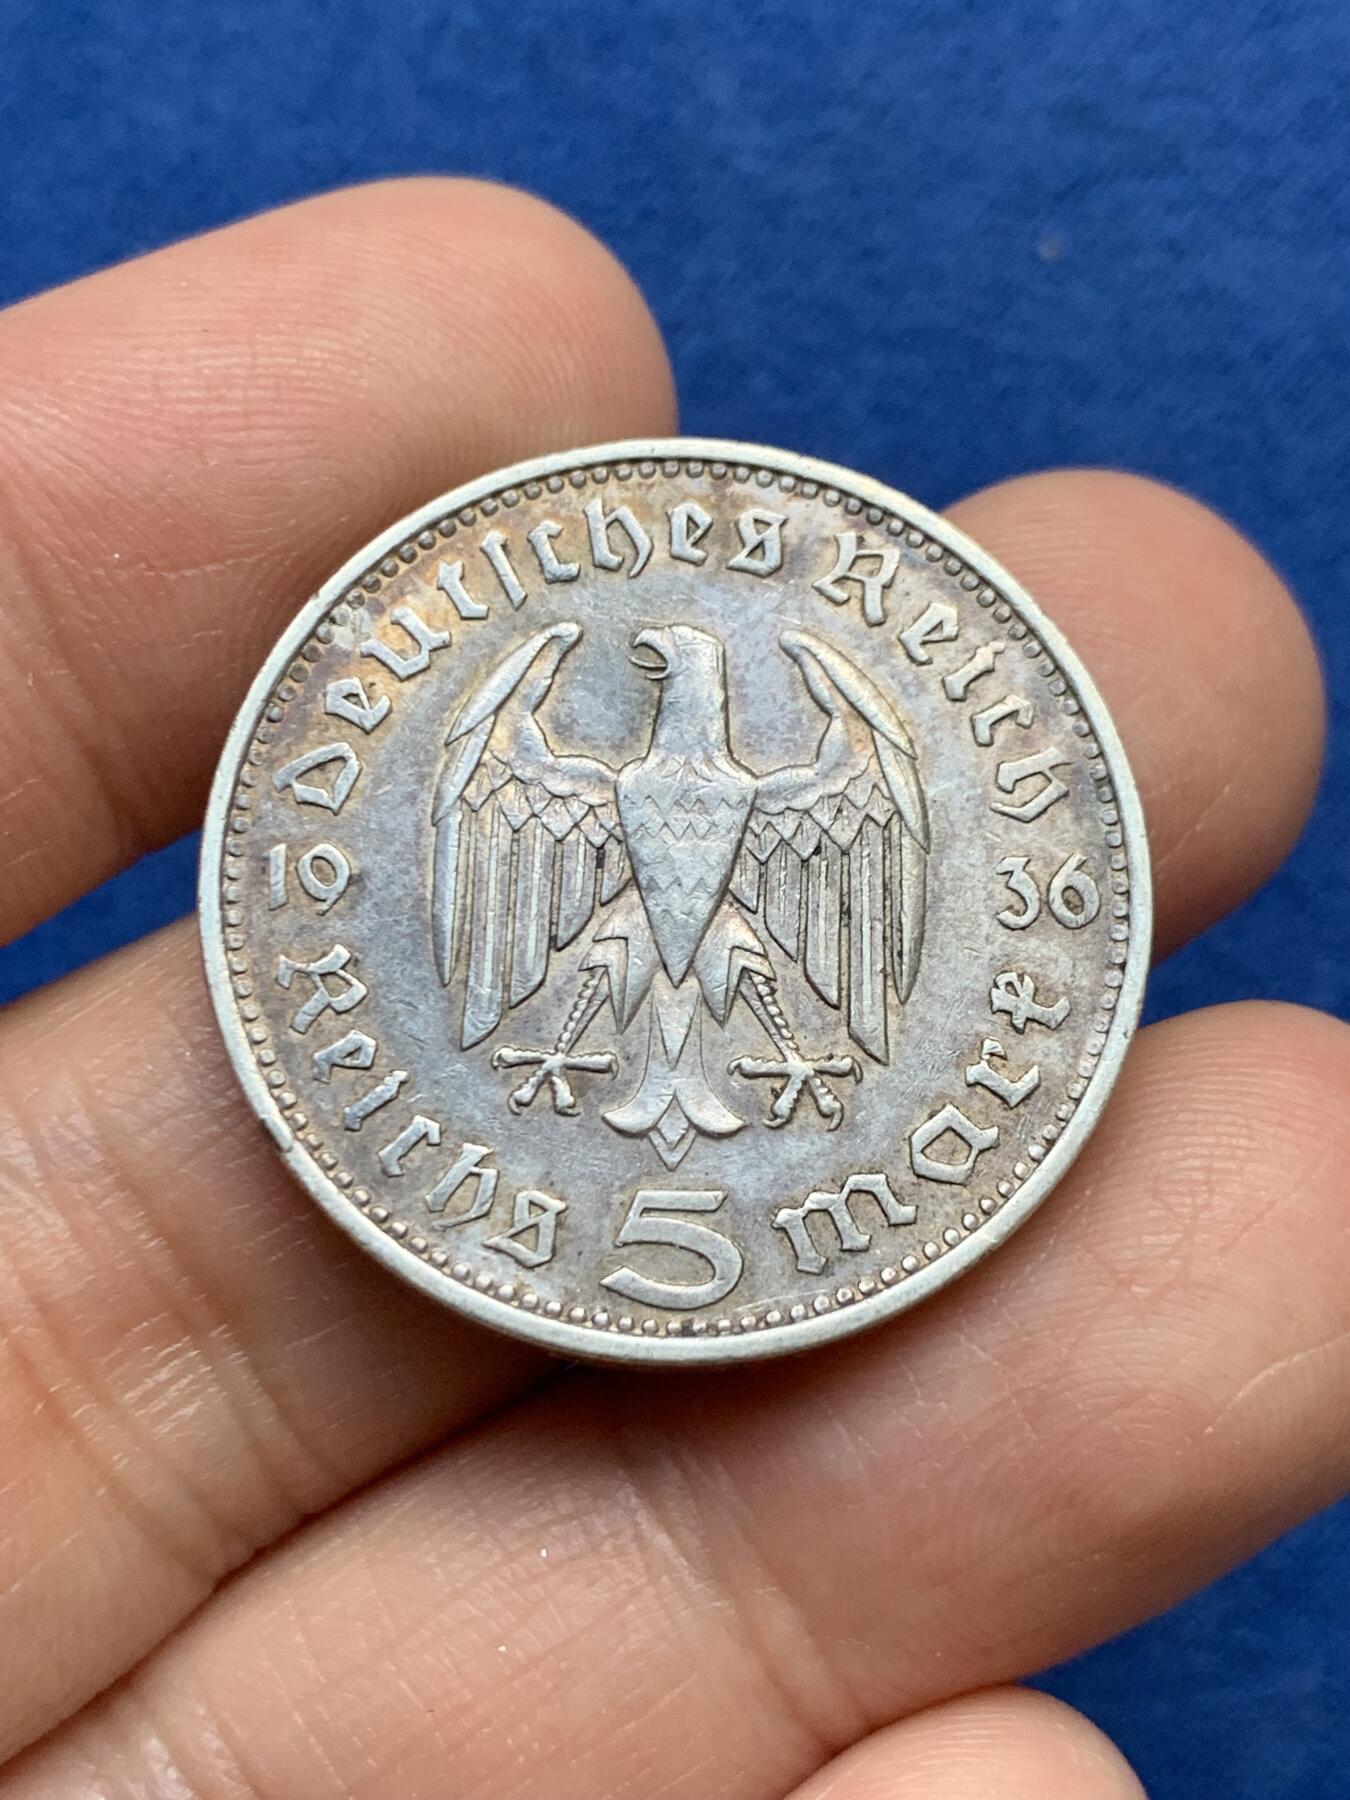 Deutsches Reich
19 36
5
Reichs mark